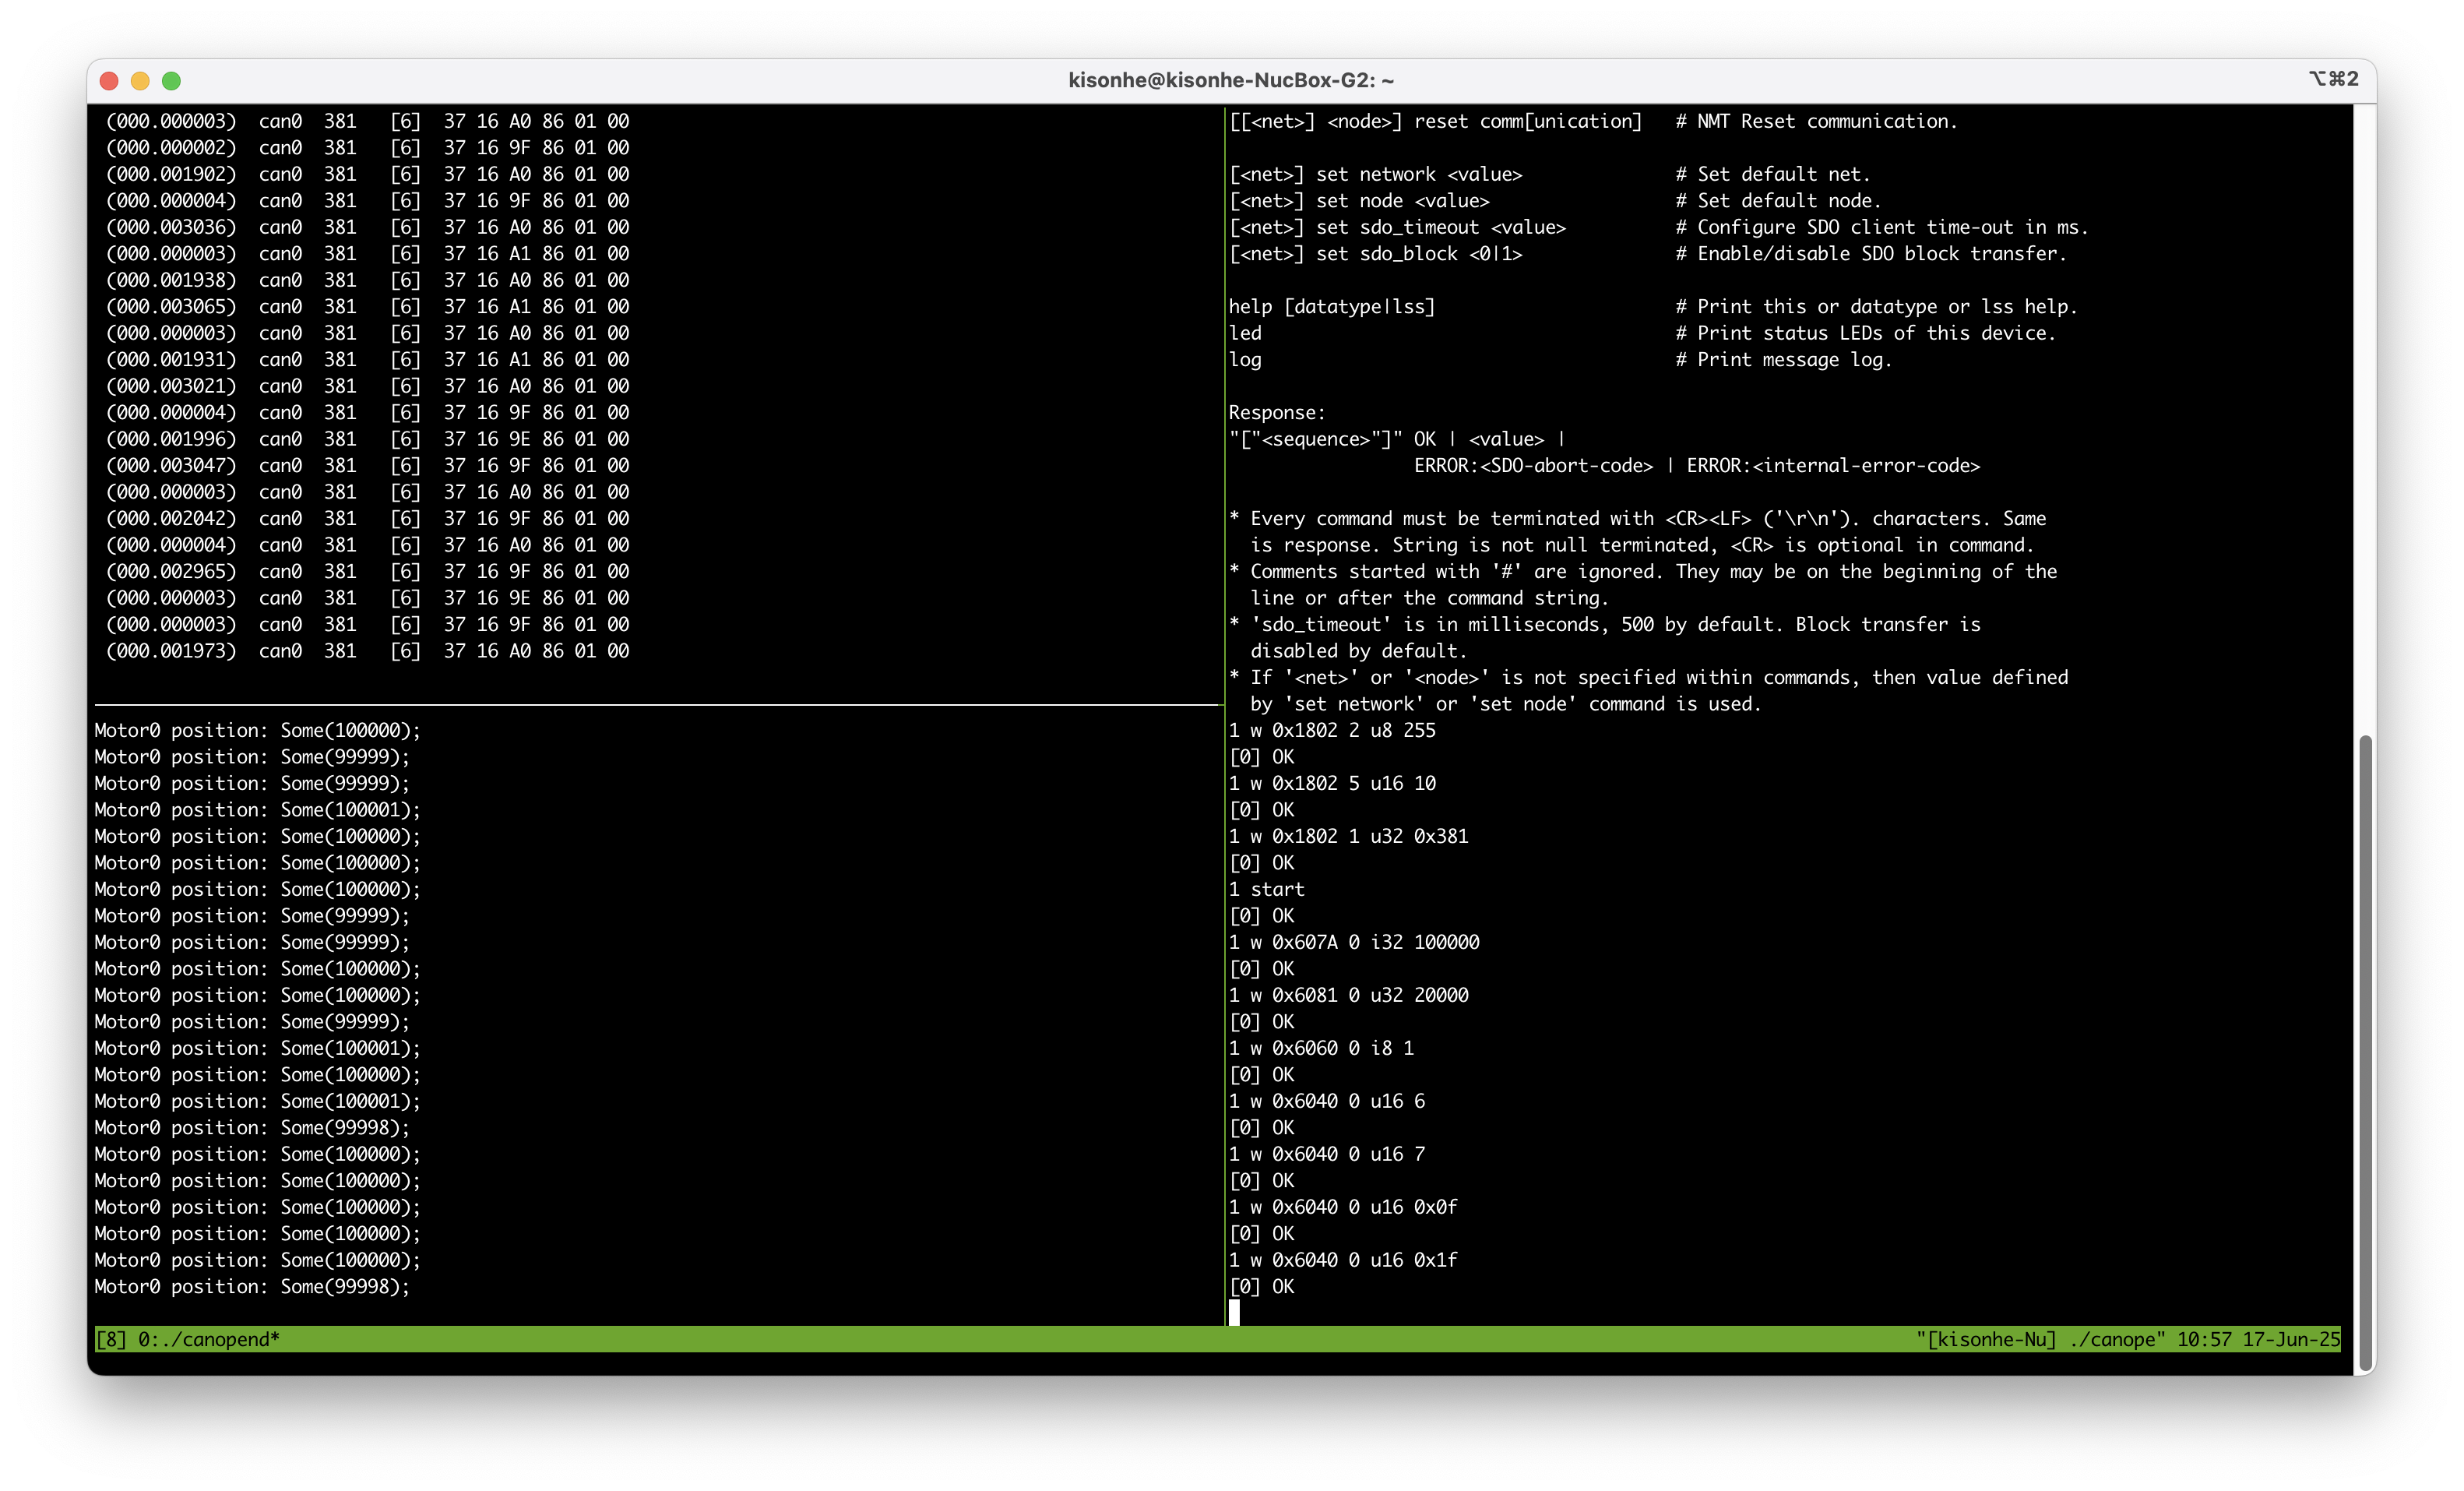 kisonhe@kisonhe-NucBox-G2: ~
⌥⌘2
(000.000003) can0 381 [6] 37 16 A0 86 01 00
(000.000002) can0 381 [6] 37 16 9F 86 01 00
(000.001902) can0 381 [6] 37 16 A0 86 01 00
(000.000004) can0 381 [6] 37 16 9F 86 01 00
(000.003036) can0 381 [6] 37 16 A0 86 01 00
(000.000003) can0 381 [6] 37 16 A1 86 01 00
(000.001938) can0 381 [6] 37 16 A0 86 01 00
(000.003065) can0 381 [6] 37 16 A1 86 01 00
(000.000003) can0 381 [6] 37 16 A0 86 01 00
(000.001931) can0 381 [6] 37 16 A1 86 01 00
(000.003021) can0 381 [6] 37 16 A0 86 01 00
(000.000004) can0 381 [6] 37 16 9F 86 01 00
(000.001996) can0 381 [6] 37 16 9E 86 01 00
(000.003047) can0 381 [6] 37 16 9F 86 01 00
(000.000003) can0 381 [6] 37 16 A0 86 01 00
(000.002042) can0 381 [6] 37 16 9F 86 01 00
(000.000004) can0 381 [6] 37 16 A0 86 01 00
(000.002965) can0 381 [6] 37 16 9F 86 01 00
(000.000003) can0 381 [6] 37 16 9E 86 01 00
(000.000003) can0 381 [6] 37 16 9F 86 01 00
(000.001973) can0 381 [6] 37 16 A0 86 01 00
Motor0 position: Some(100000);
Motor0 position: Some(99999);
Motor0 position: Some(99999);
Motor0 position: Some(100001);
Motor0 position: Some(100000);
Motor0 position: Some(100000);
Motor0 position: Some(100000);
Motor0 position: Some(99999);
Motor0 position: Some(99999);
Motor0 position: Some(100000);
Motor0 position: Some(100000);
Motor0 position: Some(99999);
Motor0 position: Some(100001);
Motor0 position: Some(100000);
Motor0 position: Some(100001);
Motor0 position: Some(99998);
Motor0 position: Some(100000);
Motor0 position: Some(100000);
Motor0 position: Some(100000);
Motor0 position: Some(100000);
Motor0 position: Some(100000);
Motor0 position: Some(99998);
[[<net>] <node>] reset comm[unication] # NMT Reset communication.
[<net>] set network <value> # Set default net.
[<net>] set node <value> # Set default node.
[<net>] set sdo_timeout <value> # Configure SDO client time-out in ms.
[<net>] set sdo_block <0|1> # Enable/disable SDO block transfer.
help [datatype|lss] # Print this or datatype or lss help.
led # Print status LEDs of this device.
log # Print message log.
Response:
"["<sequence>"]" OK | <value> |
ERROR:<SDO-abort-code> | ERROR:<internal-error-code>
* Every command must be terminated with <CR><LF> ('\r\n'). characters. Same
is response. String is not null terminated, <CR> is optional in command.
* Comments started with '#' are ignored. They may be on the beginning of the
line or after the command string.
* 'sdo_timeout' is in milliseconds, 500 by default. Block transfer is
disabled by default.
* If '<net>' or '<node>' is not specified within commands, then value defined
by 'set network' or 'set node' command is used.
1 w 0x1802 2 u8 255
[0] OK
1 w 0x1802 5 u16 10
[0] OK
1 w 0x1802 1 u32 0x381
[0] OK
1 start
[0] OK
1 w 0x607A 0 i32 100000
[0] OK
1 w 0x6081 0 u32 20000
[0] OK
1 w 0x6060 0 i8 1
[0] OK
1 w 0x6040 0 u16 6
[0] OK
1 w 0x6040 0 u16 7
[0] OK
1 w 0x6040 0 u16 0x0f
[0] OK
1 w 0x6040 0 u16 0x1f
[0] OK
[8] 0:./canopend* "[kisonhe-Nu] ./canope" 10:57 17-Jun-25